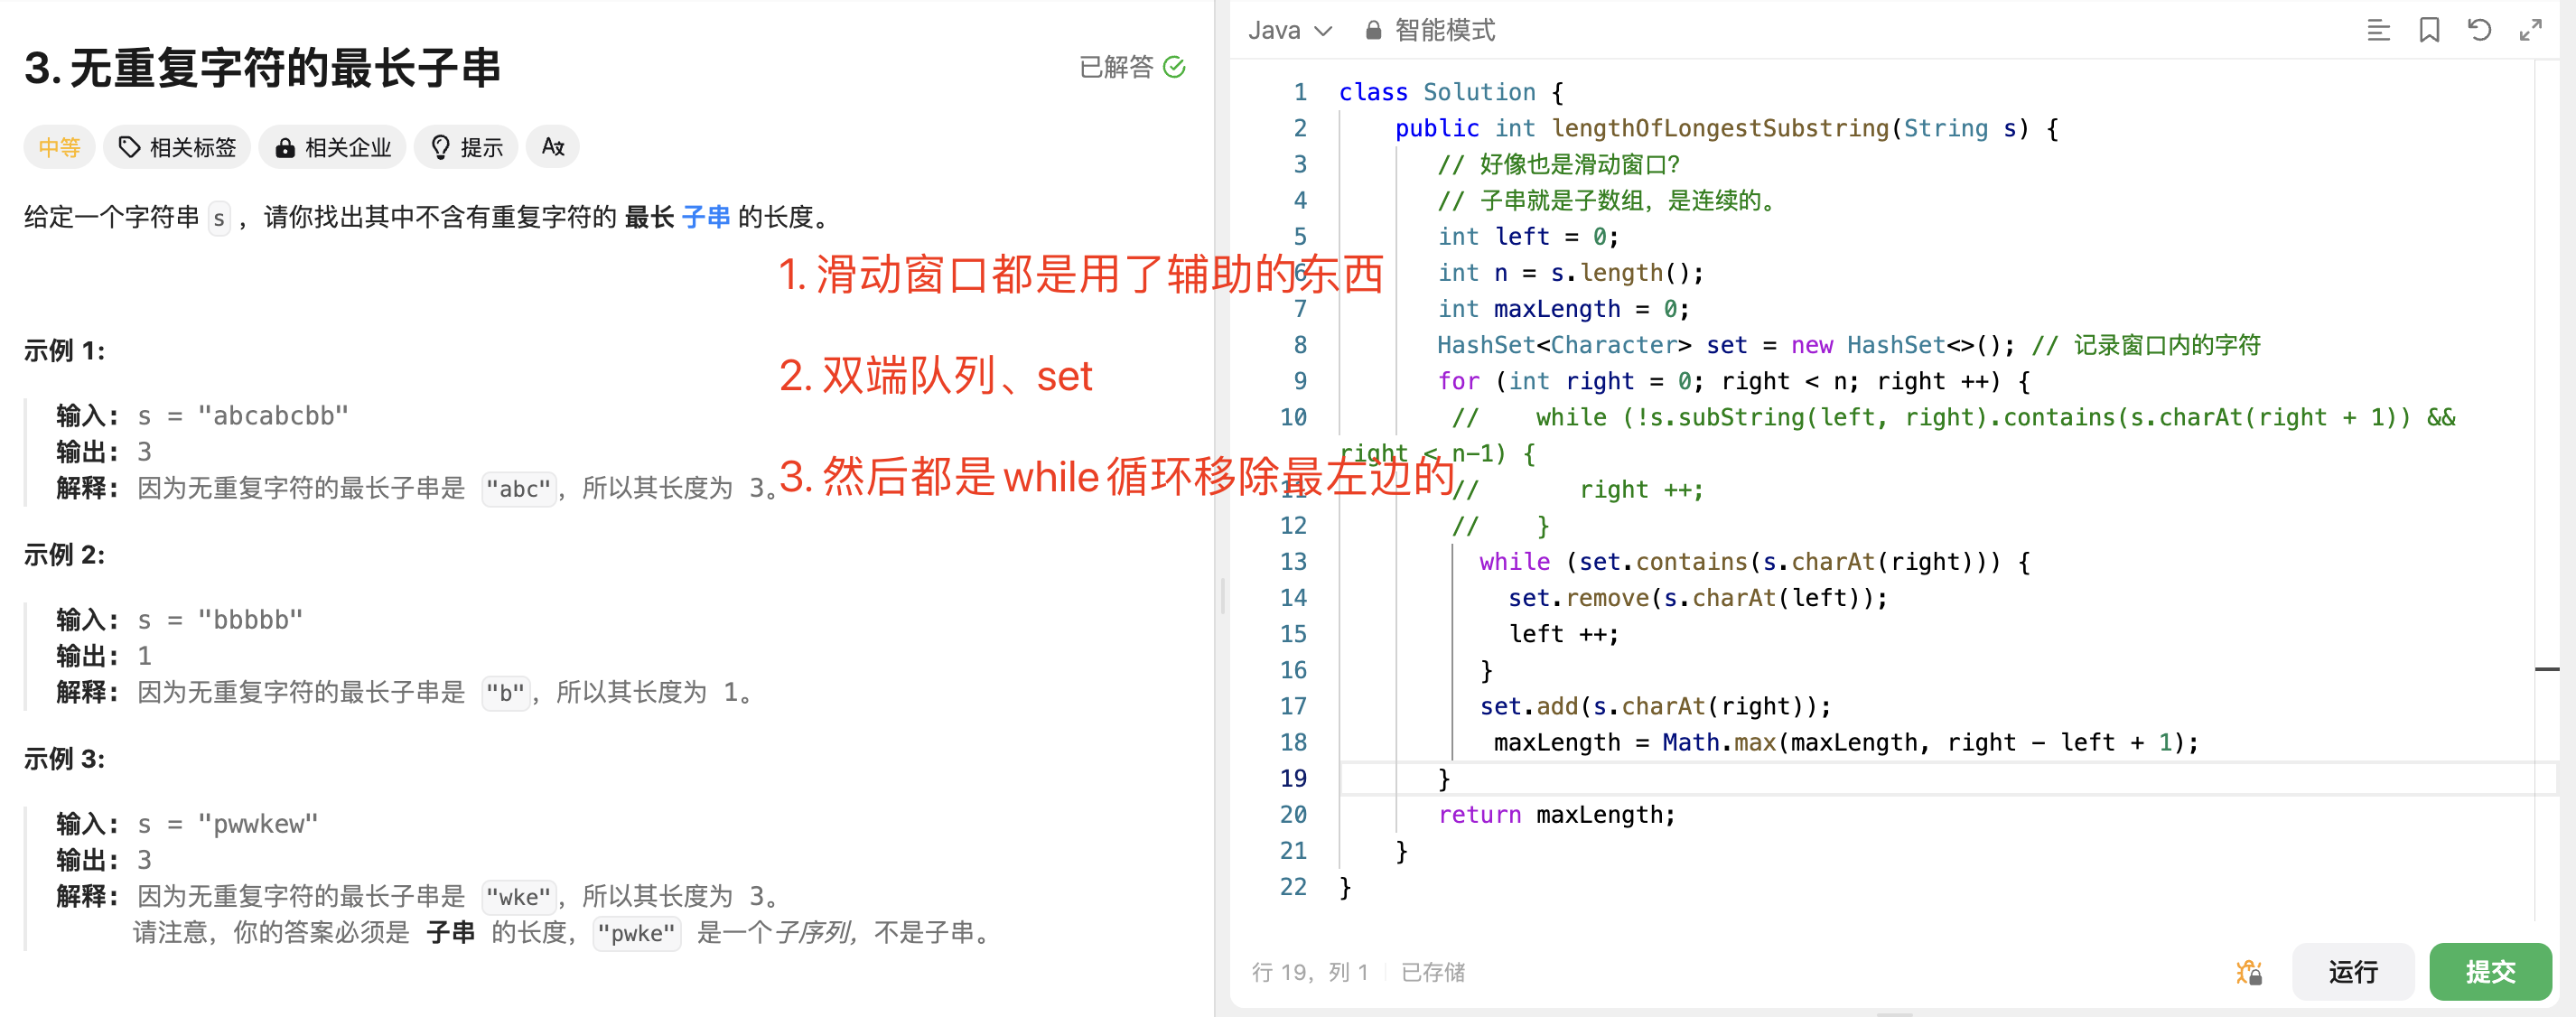 3. 无重复字符的最长子串
已解答
中等 相关标签 相关企业 提示
给定一个字符串 s ，请你找出其中不含有重复字符的 最长 子串 的长度。
示例 1:
输入: s = "abcabcbb"
输出: 3
解释: 因为无重复字符的最长子串是 "abc"，所以其长度为 3。
示例 2:
输入: s = "bbbbb"
输出: 1
解释: 因为无重复字符的最长子串是 "b"，所以其长度为 1。
示例 3:
输入: s = "pwwkew"
输出: 3
解释: 因为无重复字符的最长子串是 "wke"，所以其长度为 3。
请注意，你的答案必须是 子串 的长度，"pwke" 是一个子序列，不是子串。
1. 滑动窗口都是用了辅助的东西
2. 双端队列、set
3. 然后都是while循环移除最左边的
Java 智能模式
1 class Solution {
2 public int lengthOfLongestSubstring(String s) {
3 // 好像也是滑动窗口？
4 // 子串就是子数组，是连续的。
5 int left = 0;
6 int n = s.length();
7 int maxLength = 0;
8 HashSet<Character> set = new HashSet<>(); // 记录窗口内的字符
9 for (int right = 0; right < n; right ++) {
10 // while (!s.subString(left, right).contains(s.charAt(right + 1)) &&
right < n-1) {
11 // right ++;
12 // }
13 while (set.contains(s.charAt(right))) {
14 set.remove(s.charAt(left));
15 left ++;
16 }
17 set.add(s.charAt(right));
18 maxLength = Math.max(maxLength, right - left + 1);
19 }
20 return maxLength;
21 }
22 }
行 19，列 1 已存储
运行 提交